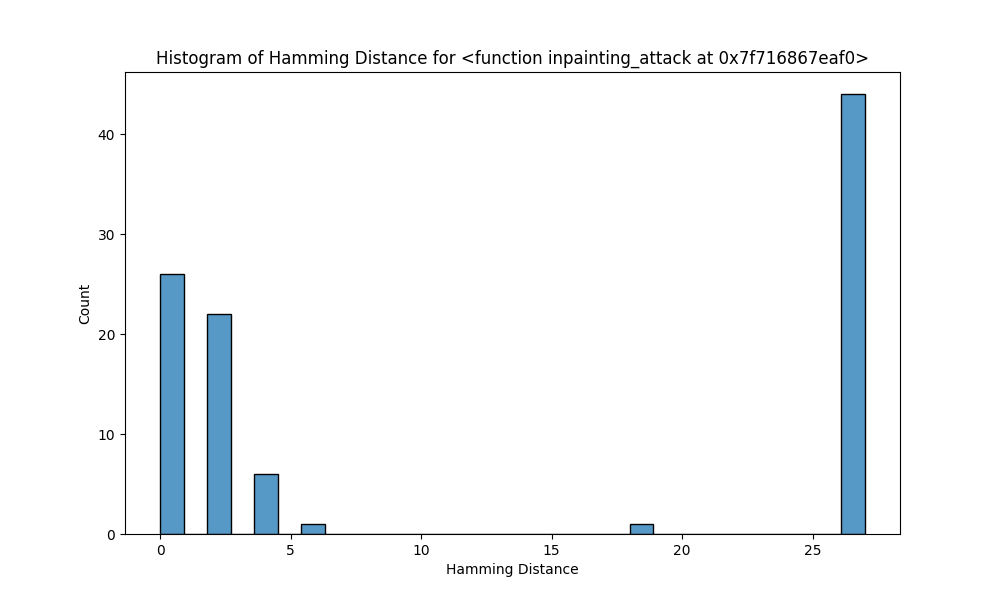 Histogram of Hamming Distance for <function inpainting_attack at 0x7f716867eaf0>
40
30
20
10
0
Count
0 5 10 15 20 25
Hamming Distance